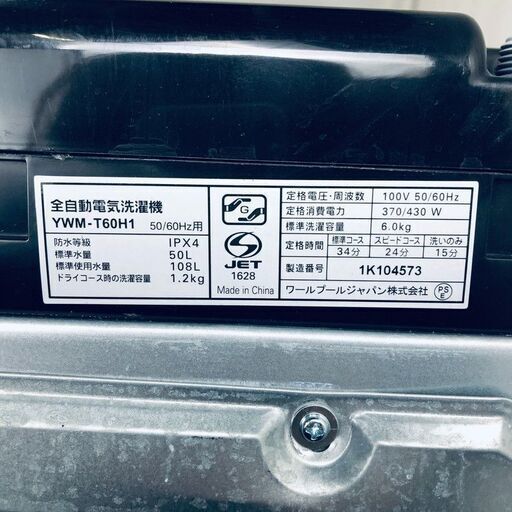 全自動電気洗濯機
YWM-T60H1 50/60Hz用
防水等級 IPX4
標準水量 50L
標準使用水量 108L
ドライコース時の洗濯容量 1.2kg
G
S
JET
1628
Made in China
定格電圧・周波数 100V 50/60Hz
定格消費電力 370/430 W
標準洗濯容量 6.0kg
定格時間 標準コース スピードコース 洗いのみ
34分 24分 15分
製造番号 1K104573
ワールプールジャパン株式会社 PSE